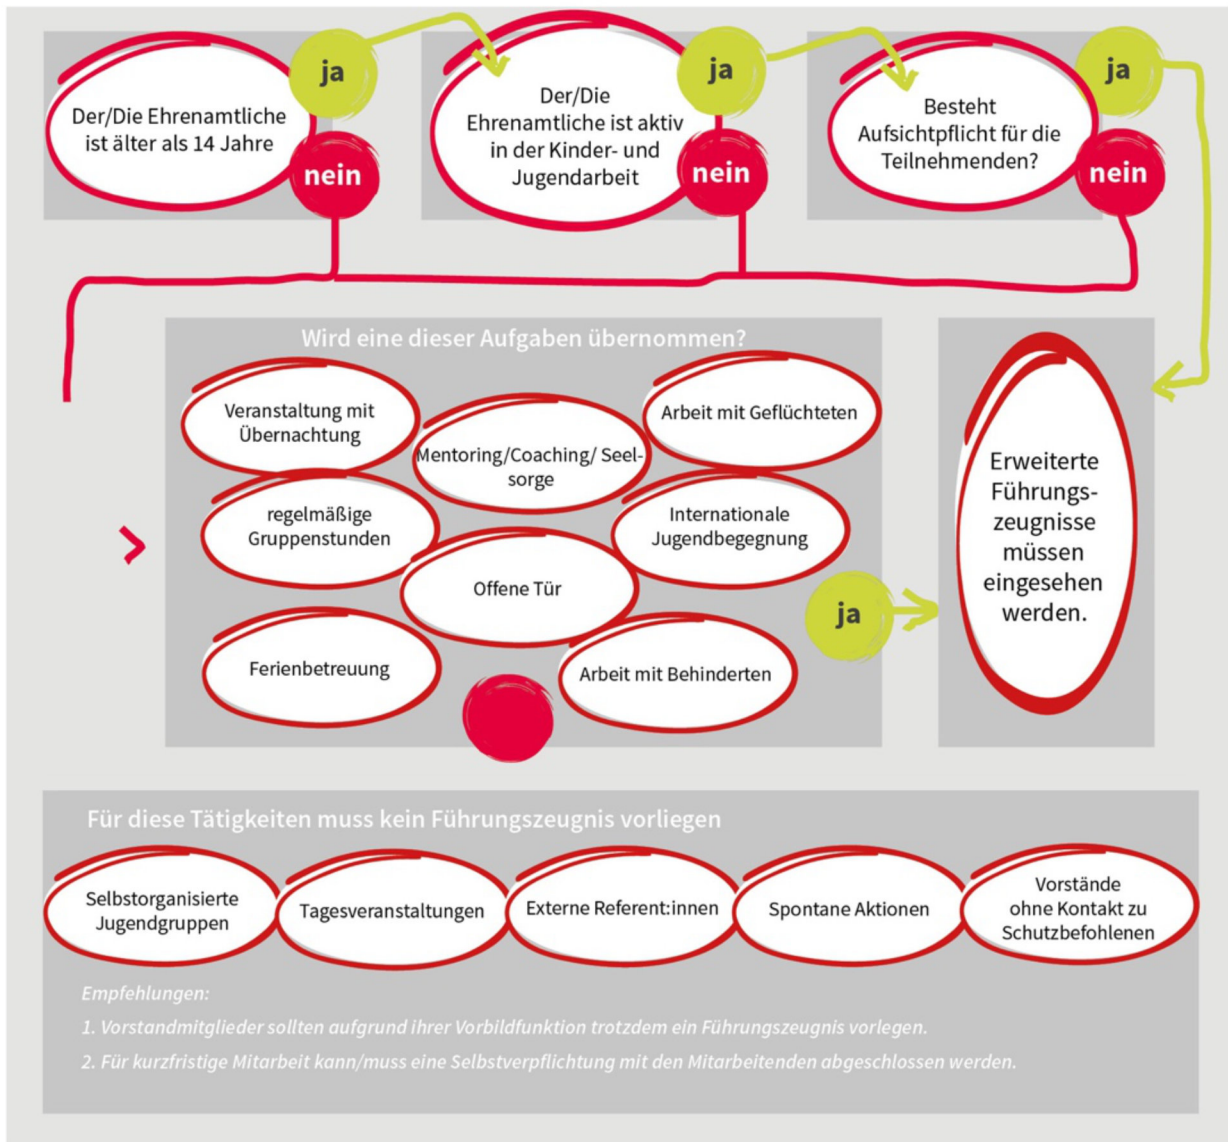 Der/Die Ehrenamtliche
ist älter als 14 Jahre
ja
nein
Der/Die
Ehrenamtliche ist aktiv
in der Kinder- und
Jugendarbeit
ja
nein
Besteht
Aufsichtpflicht für die
Teilnehmenden?
ja
nein
Wird eine dieser Aufgaben übernommen?
Veranstaltung mit
Übernachtung
Mentoring/Coaching/ Seel-
sorge
Arbeit mit Geflüchteten
regelmäßige
Gruppenstunden
Internationale
Jugendbegegnung
Offene Tür
Ferienbetreuung
Arbeit mit Behinderten
ja
Erweiterte
Führungs-
zeugnisse
müssen
eingesehen
werden.
Für diese Tätigkeiten muss kein Führungszeugnis vorliegen
Selbstorganisierte
Jugendgruppen
Tagesveranstaltungen
Externe Referent:innen
Spontane Aktionen
Vorstände
ohne Kontakt zu
Schutzbefohlenen
Empfehlungen:
1. Vorstandmitglieder sollten aufgrund ihrer Vorbildfunktion trotzdem ein Führungszeugnis vorlegen.
2. Für kurzfristige Mitarbeit kann/muss eine Selbstverpflichtung mit den Mitarbeitenden abgeschlossen werden.